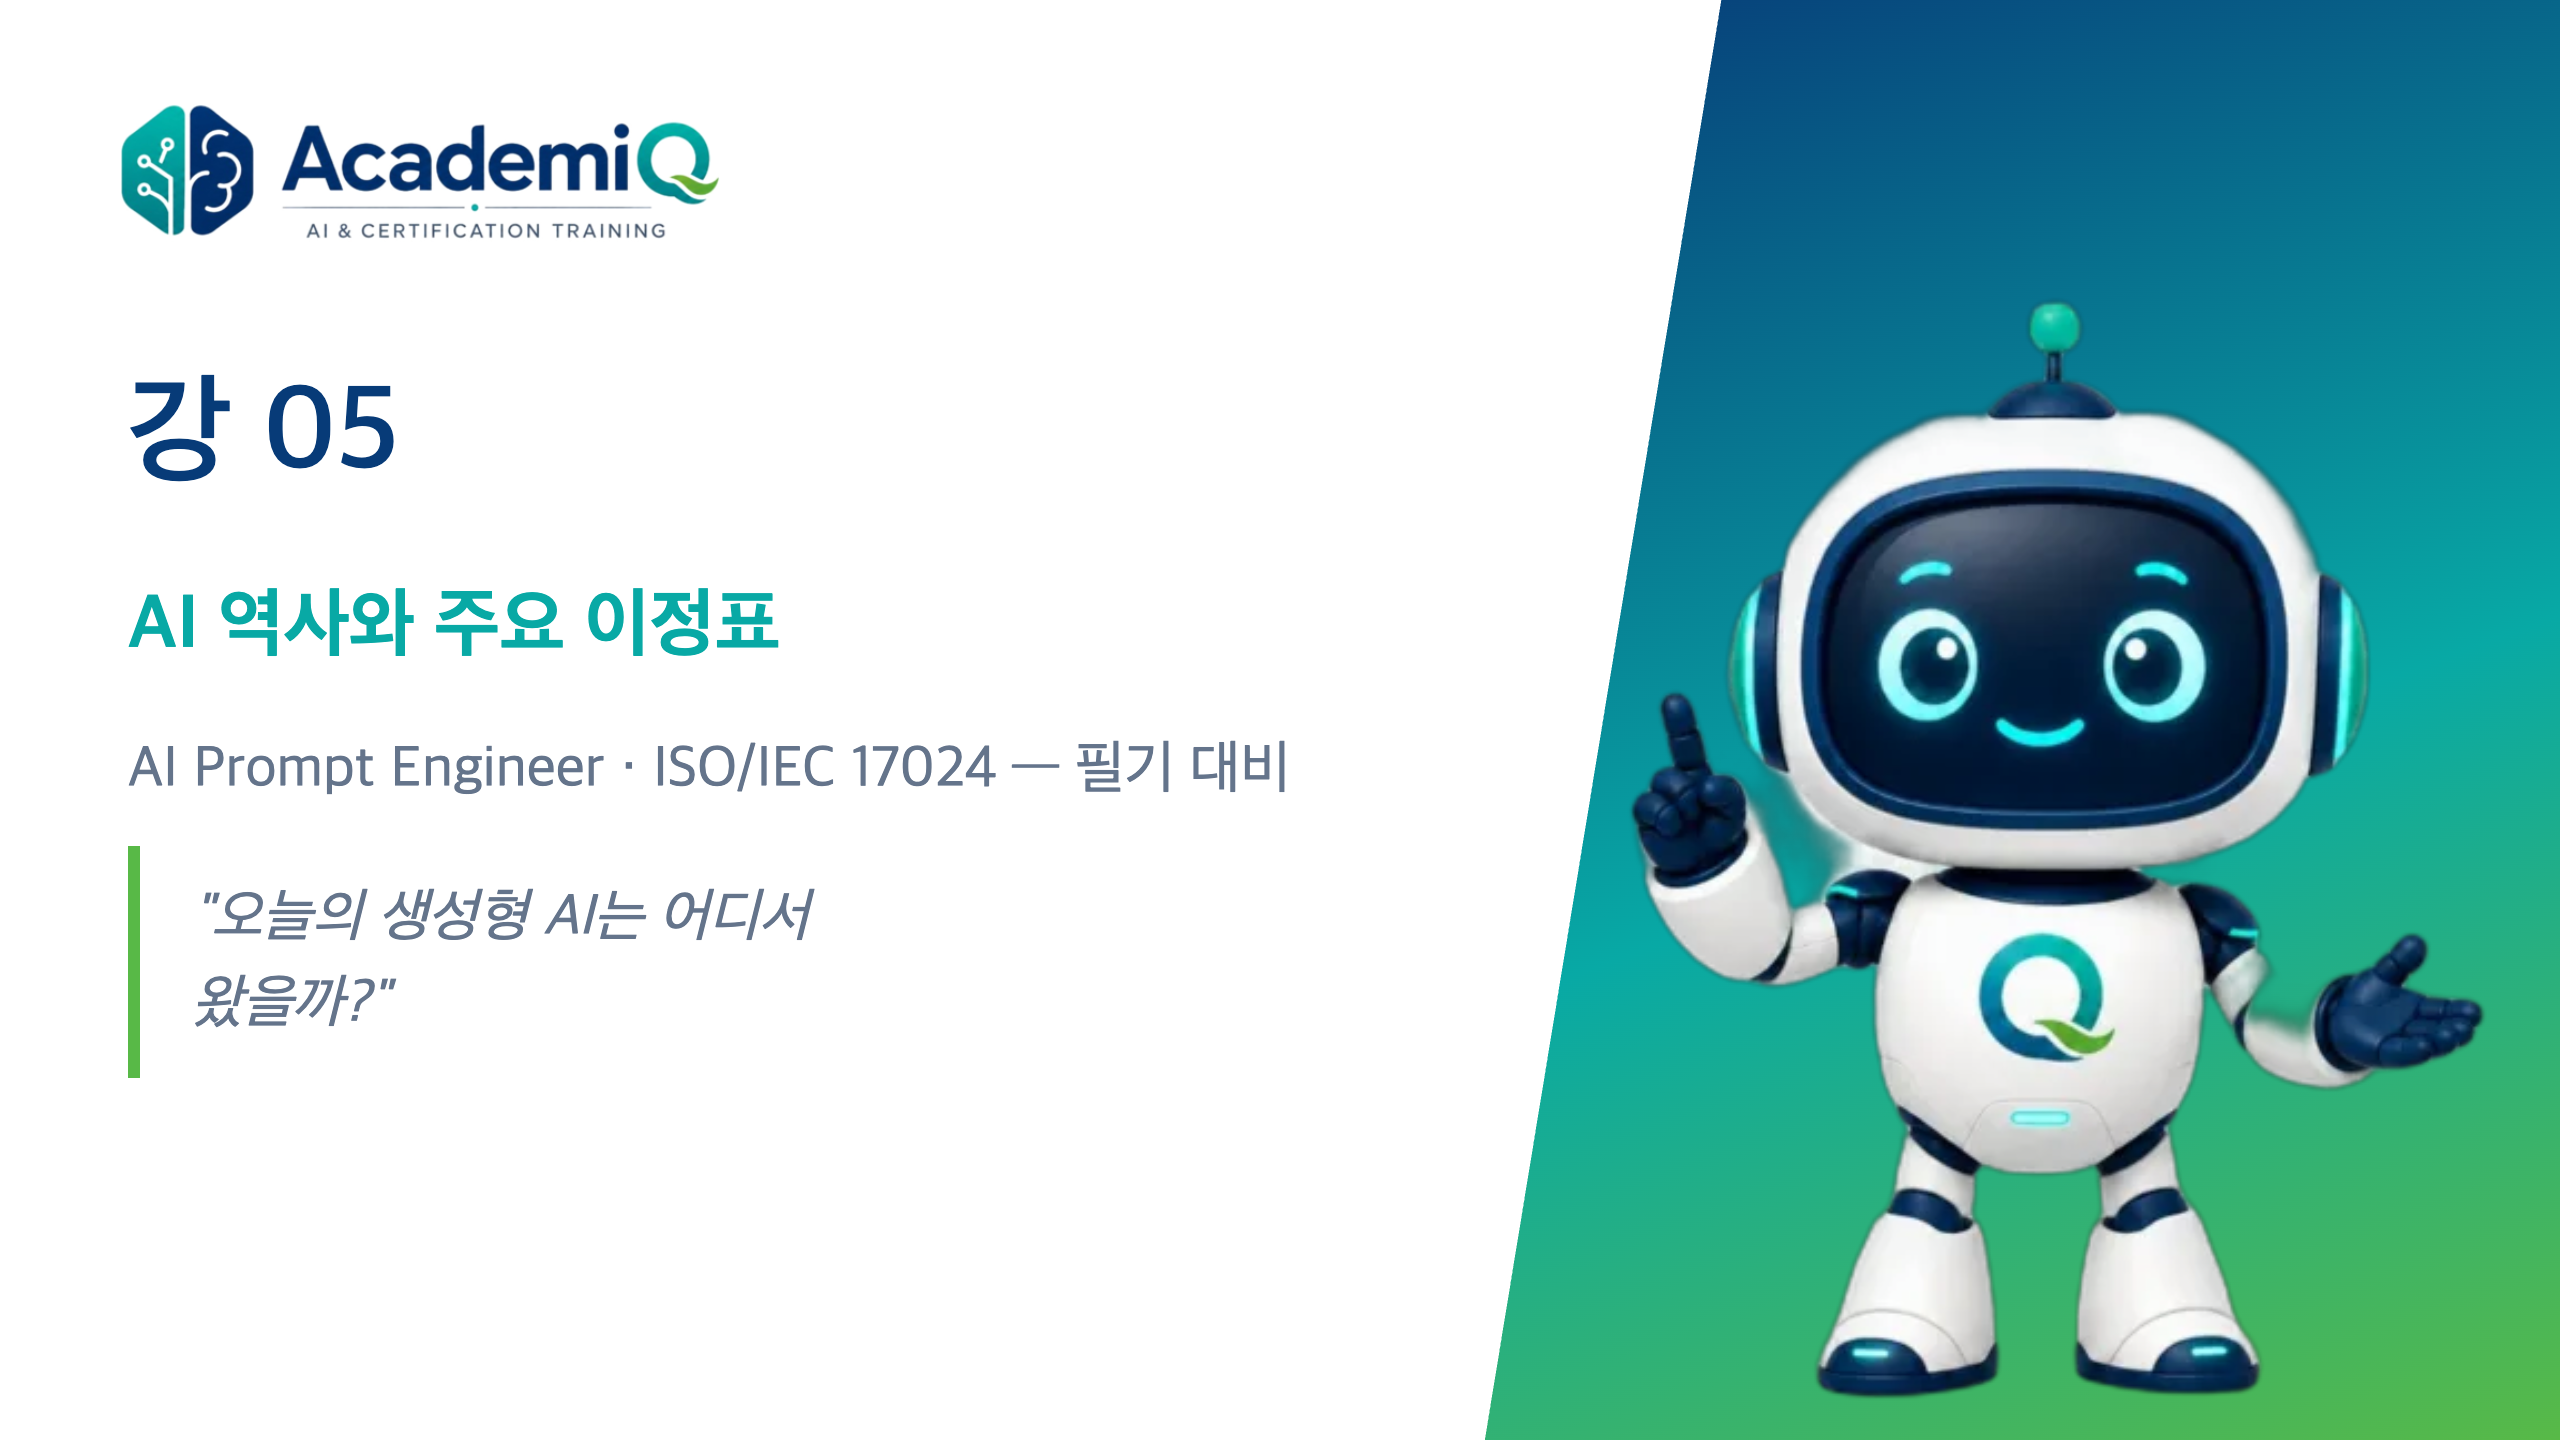 AcademiQ
AI & CERTIFICATION TRAINING
강 05
AI 역사와 주요 이정표
AI Prompt Engineer · ISO/IEC 17024 — 필기 대비
"오늘의 생성형 AI는 어디서
왔을까?"
Q